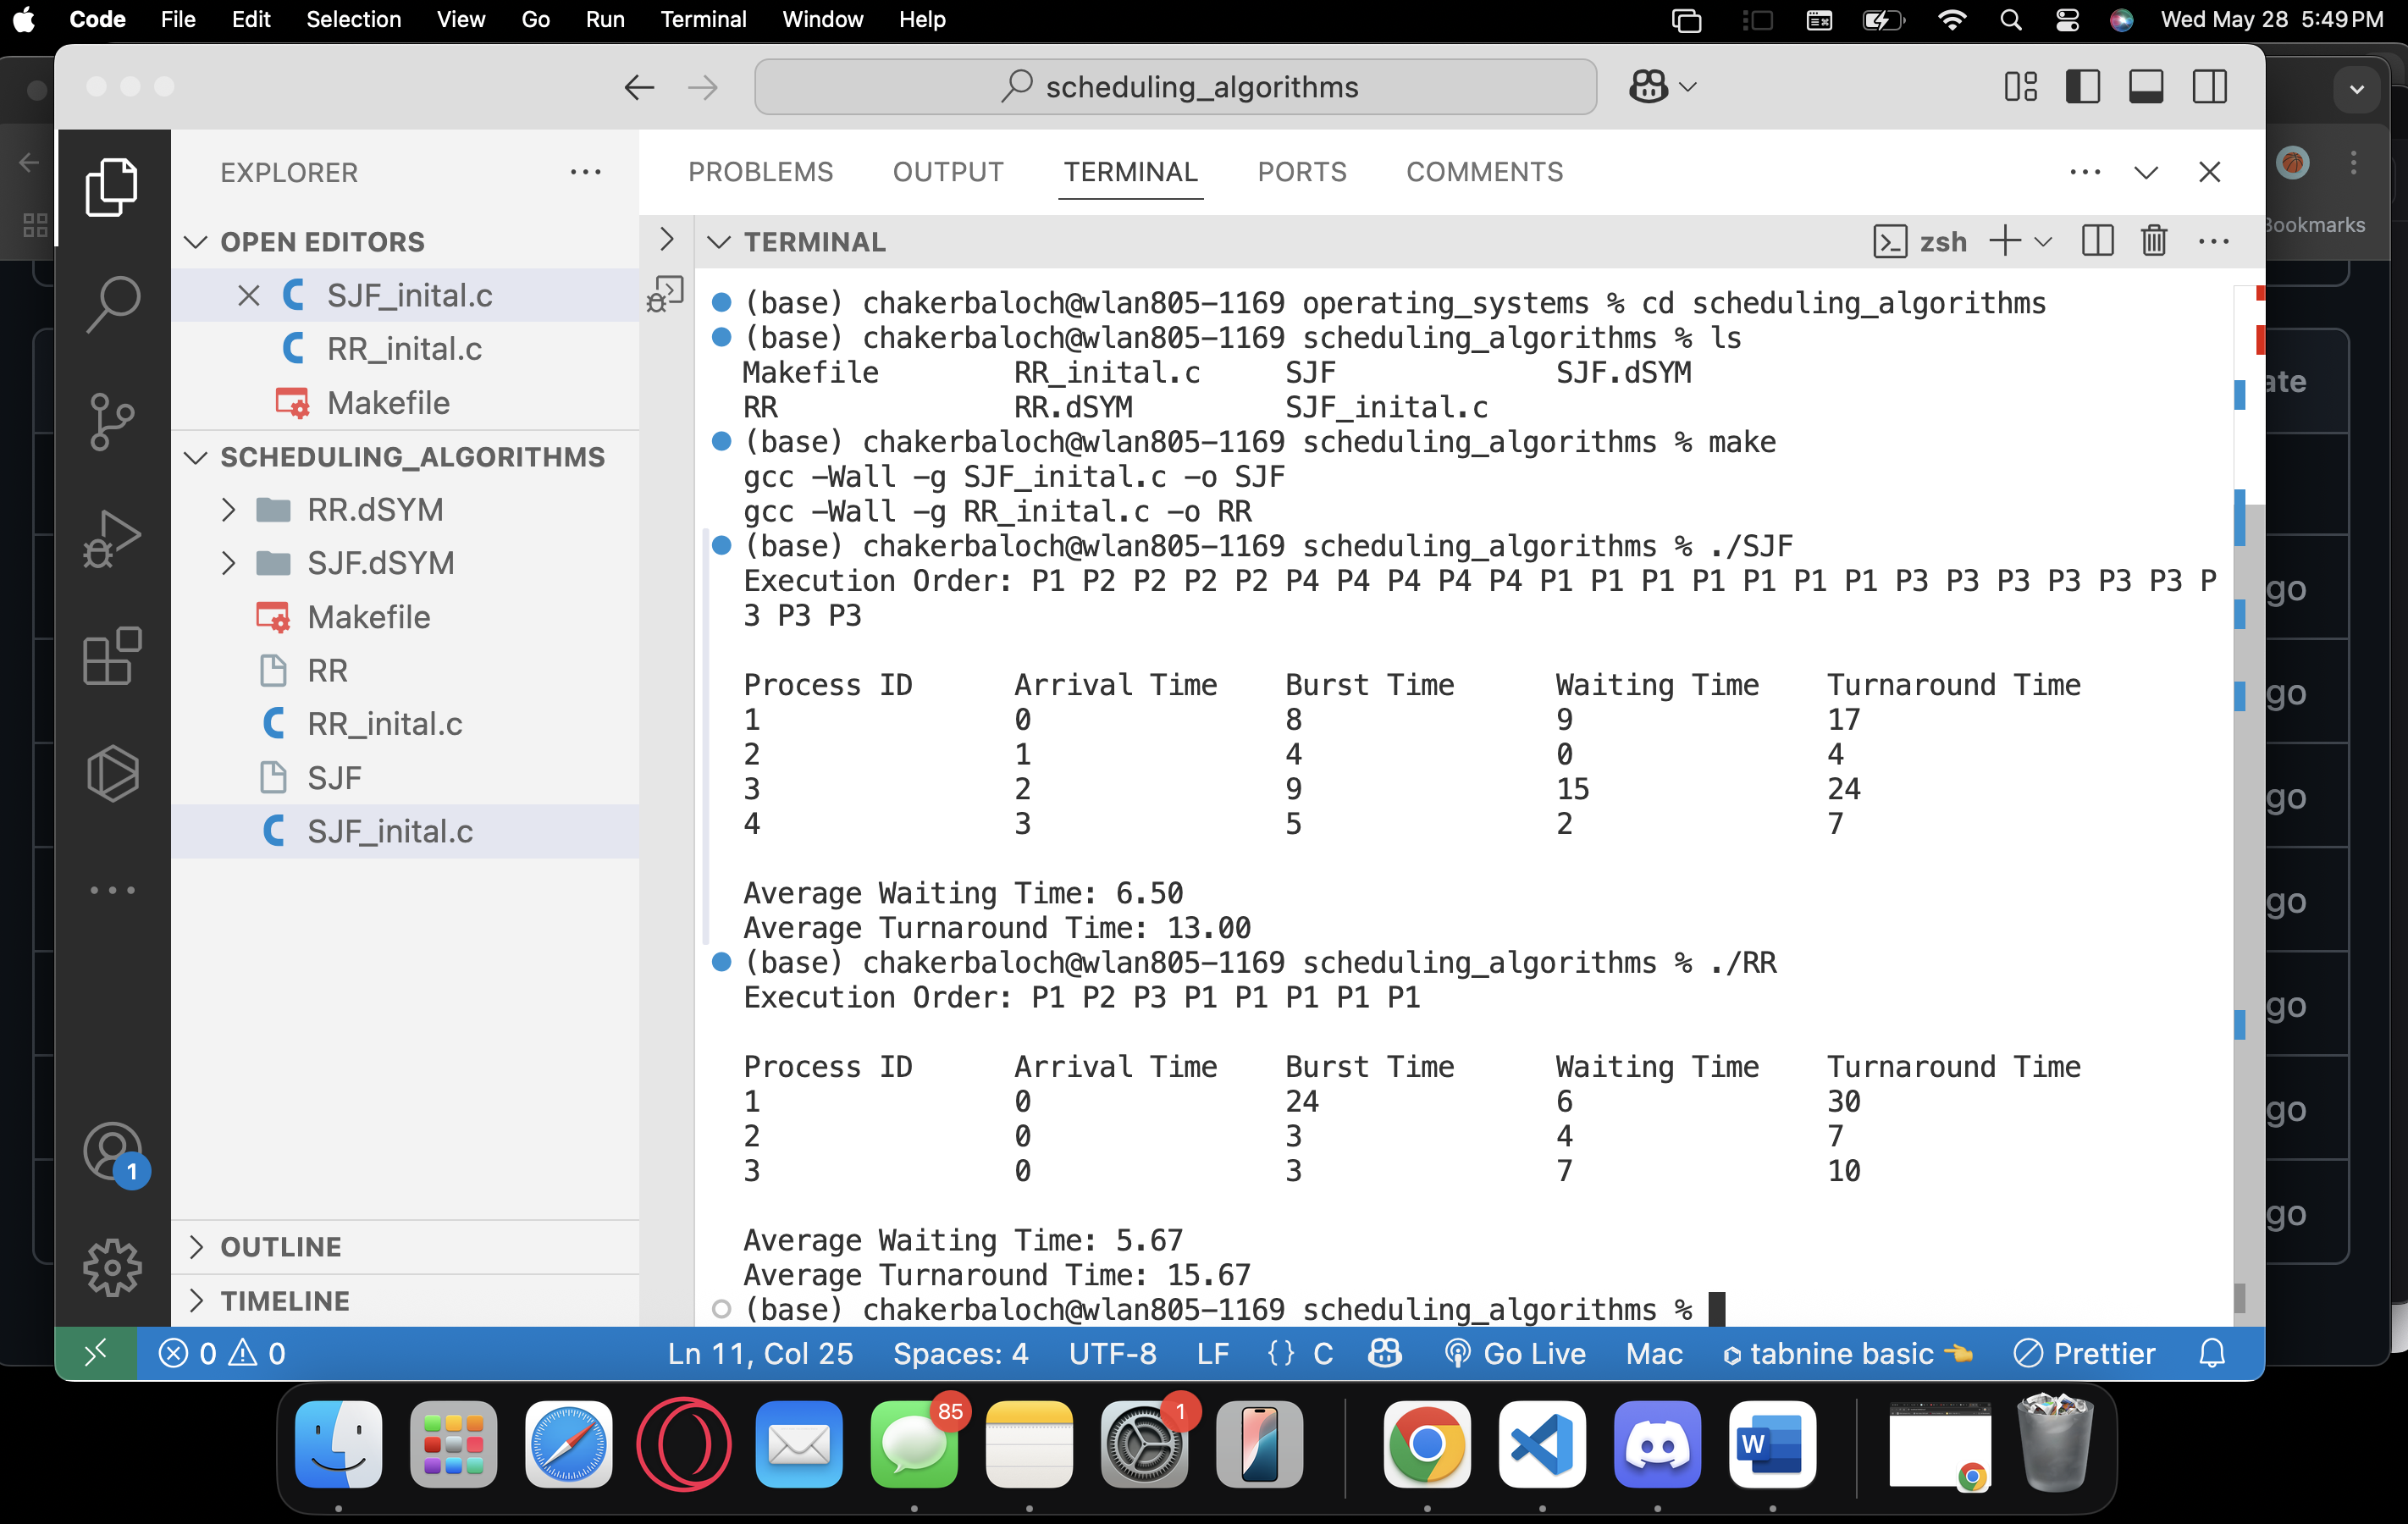 Code File Edit Selection View Go Run Terminal Window Help Wed May 28 5:49 PM
scheduling_algorithms
EXPLORER
OPEN EDITORS
SJF_inital.c
RR_inital.c
Makefile
SCHEDULING_ALGORITHMS
RR.dSYM
SJF.dSYM
Makefile
RR
RR_inital.c
SJF
SJF_inital.c
1
OUTLINE
TIMELINE
PROBLEMS OUTPUT TERMINAL PORTS COMMENTS
TERMINAL zsh
(base) chakerbaloch@wlan805-1169 operating_systems % cd scheduling_algorithms
(base) chakerbaloch@wlan805-1169 scheduling_algorithms % ls
Makefile RR_inital.c SJF SJF.dSYM
RR RR.dSYM SJF_inital.c
(base) chakerbaloch@wlan805-1169 scheduling_algorithms % make
gcc -Wall -g SJF_inital.c -o SJF
gcc -Wall -g RR_inital.c -o RR
(base) chakerbaloch@wlan805-1169 scheduling_algorithms % ./SJF
Execution Order: P1 P2 P2 P2 P2 P4 P4 P4 P4 P4 P1 P1 P1 P1 P1 P1 P1 P3 P3 P3 P3 P3 P3 P
3 P3 P3
Process ID Arrival Time Burst Time Waiting Time Turnaround Time
1 0 8 9 17
2 1 4 0 4
3 2 9 15 24
4 3 5 2 7
Average Waiting Time: 6.50
Average Turnaround Time: 13.00
(base) chakerbaloch@wlan805-1169 scheduling_algorithms % ./RR
Execution Order: P1 P2 P3 P1 P1 P1 P1 P1
Process ID Arrival Time Burst Time Waiting Time Turnaround Time
1 0 24 6 30
2 0 3 4 7
3 0 3 7 10
Average Waiting Time: 5.67
Average Turnaround Time: 15.67
(base) chakerbaloch@wlan805-1169 scheduling_algorithms %
0 0 Ln 11, Col 25 Spaces: 4 UTF-8 LF {} C Go Live Mac tabnine basic Prettier
Bookmarks
go
go
go
go
go
go
go
85
1
W